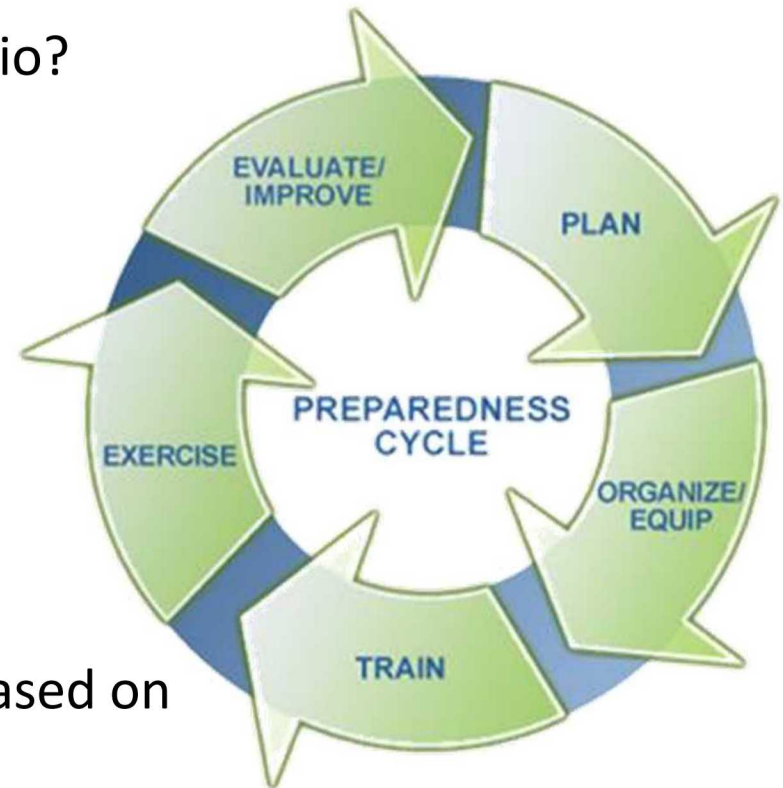 io?
EVALUATE/
IMPROVE
PLAN
PREPAREDNESS
CYCLE
EXERCISE
ORGANIZE/
EQUIP
TRAIN
ased on